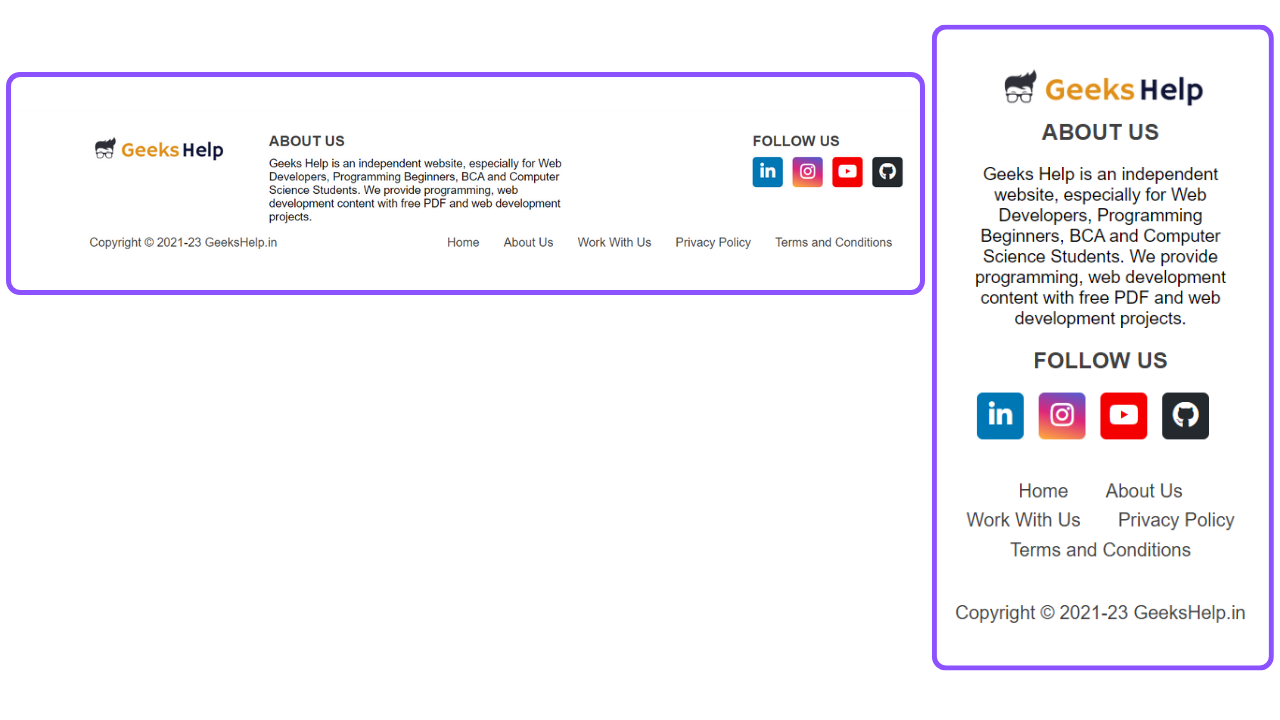 Geeks Help
ABOUT US
Geeks Help is an independent website, especially for Web
Developers, Programming Beginners, BCA and Computer
Science Students. We provide programming, web
development content with free PDF and web development
projects.
FOLLOW US
in
Copyright © 2021-23 GeeksHelp.in
Home About Us Work With Us Privacy Policy Terms and Conditions
Geeks Help
ABOUT US
Geeks Help is an independent
website, especially for Web
Developers, Programming
Beginners, BCA and Computer
Science Students. We provide
programming, web development
content with free PDF and web
development projects.
FOLLOW US
in
Home About Us
Work With Us Privacy Policy
Terms and Conditions
Copyright © 2021-23 GeeksHelp.in